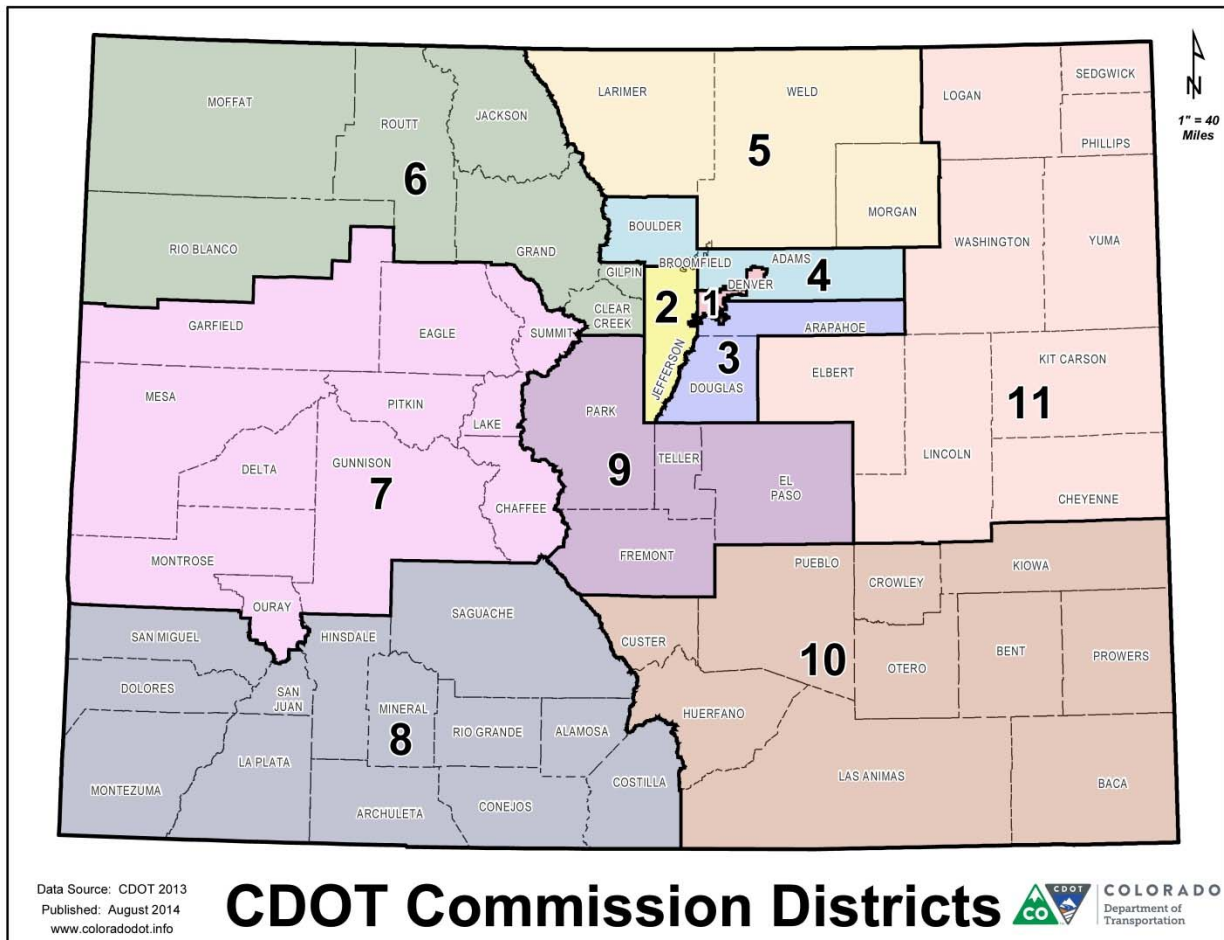 N
1" = 40
Miles
MOFFAT
ROUTT
JACKSON
LARIMER
WELD
LOGAN
SEDGWICK
PHILLIPS
6
5
RIO BLANCO
GRAND
BOULDER
MORGAN
WASHINGTON
YUMA
GILPIN
BROOMFIELD
ADAMS
DENVER
4
CLEAR
CREEK
2
1
GARFIELD
EAGLE
SUMMIT
JEFFERSON
3
ARAPAHOE
DOUGLAS
ELBERT
KIT CARSON
11
MESA
PITKIN
LAKE
PARK
DELTA
GUNNISON
7
CHAFFEE
9
TELLER
EL
PASO
LINCOLN
CHEYENNE
MONTROSE
OURAY
FREMONT
PUEBLO
CROWLEY
KIOWA
SAN MIGUEL
HINSDALE
SAGUACHE
CUSTER
10
OTERO
BENT
PROWERS
DOLORES
SAN
JUAN
MINERAL
8
RIO GRANDE
ALAMOSA
HUERFANO
LA PLATA
MONTEZUMA
ARCHULETA
CONEJOS
COSTILLA
LAS ANIMAS
BACA
Data Source: CDOT 2013
Published: August 2014
www.coloradodot.info
CDOT Commission Districts
CO
CDOT
COLORADO
Department of
Transportation